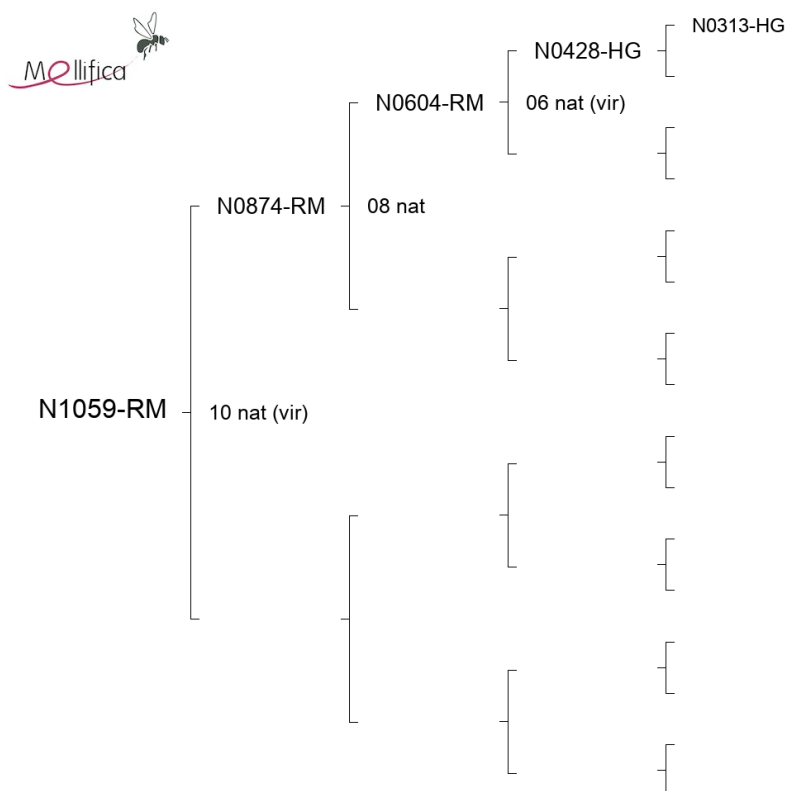 Mellifica
N0313-HG
N0428-HG
N0604-RM 06 nat (vir)
N0874-RM 08 nat
N1059-RM 10 nat (vir)